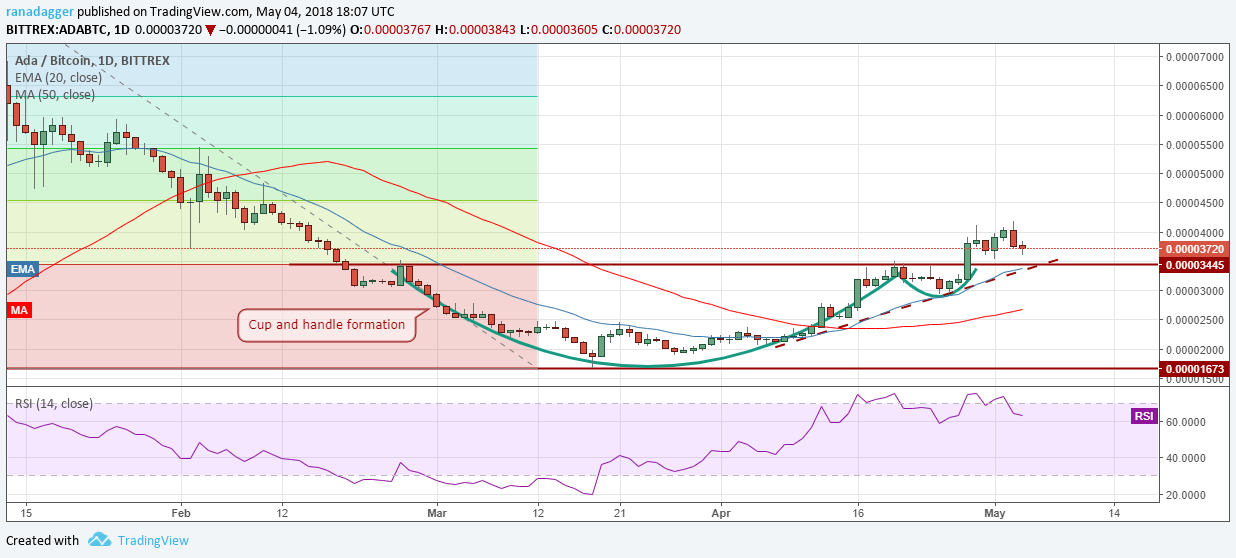 ranadagger published on TradingView.com, May 04, 2018 18:07 UTC
BITTREX:ADABTC, 1D 0.00003720 ▼ −0.00000041 (−1.09%) O:0.00003767 H:0.00003843 L:0.00003605 C:0.00003720
Ada / Bitcoin, 1D, BITTREX
EMA (20, close)
MA (50, close)
0.00007000
0.00006500
0.00006000
0.00005500
0.00005000
0.00004500
0.00004000
0.00003720
0.00003445
EMA
0.00003000
MA
Cup and handle formation
0.00002500
0.00002000
0.00001673
0.00001500
RSI (14, close)
RSI
60.0000
40.0000
20.0000
15 Feb 12 Mar 12 21 Apr 16 May 14
Created with TradingView